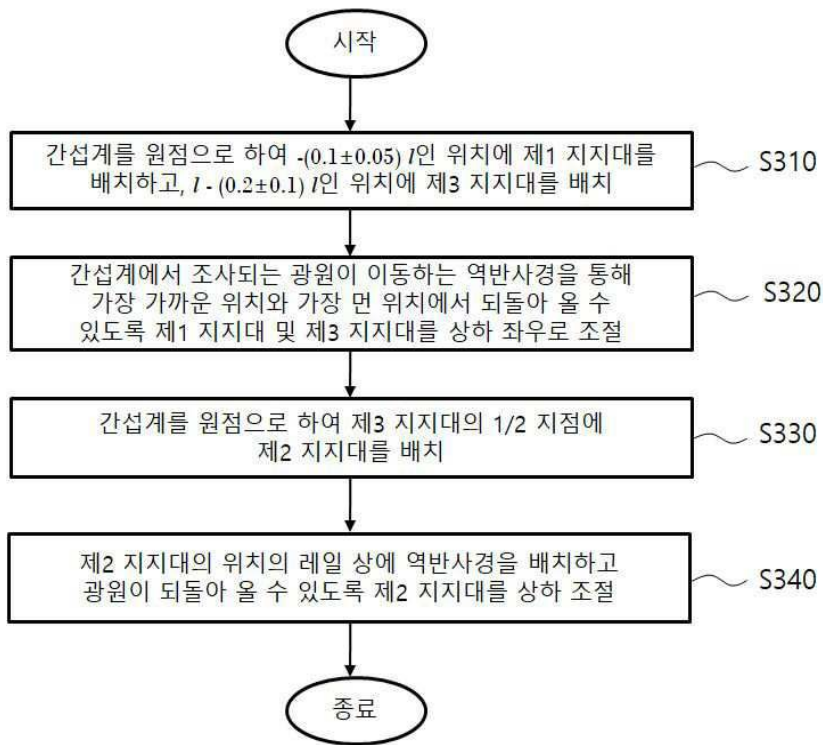 시작
간섭계를 원점으로 하여 -(0.1±0.05) l인 위치에 제1 지지대를
배치하고, l - (0.2±0.1) l인 위치에 제3 지지대를 배치
S310
간섭계에서 조사되는 광원이 이동하는 역반사경을 통해
가장 가까운 위치와 가장 먼 위치에서 되돌아 올 수
있도록 제1 지지대 및 제3 지지대를 상하 좌우로 조절
S320
간섭계를 원점으로 하여 제3 지지대의 1/2 지점에
제2 지지대를 배치
S330
제2 지지대의 위치의 레일 상에 역반사경을 배치하고
광원이 되돌아 올 수 있도록 제2 지지대를 상하 조절
S340
종료